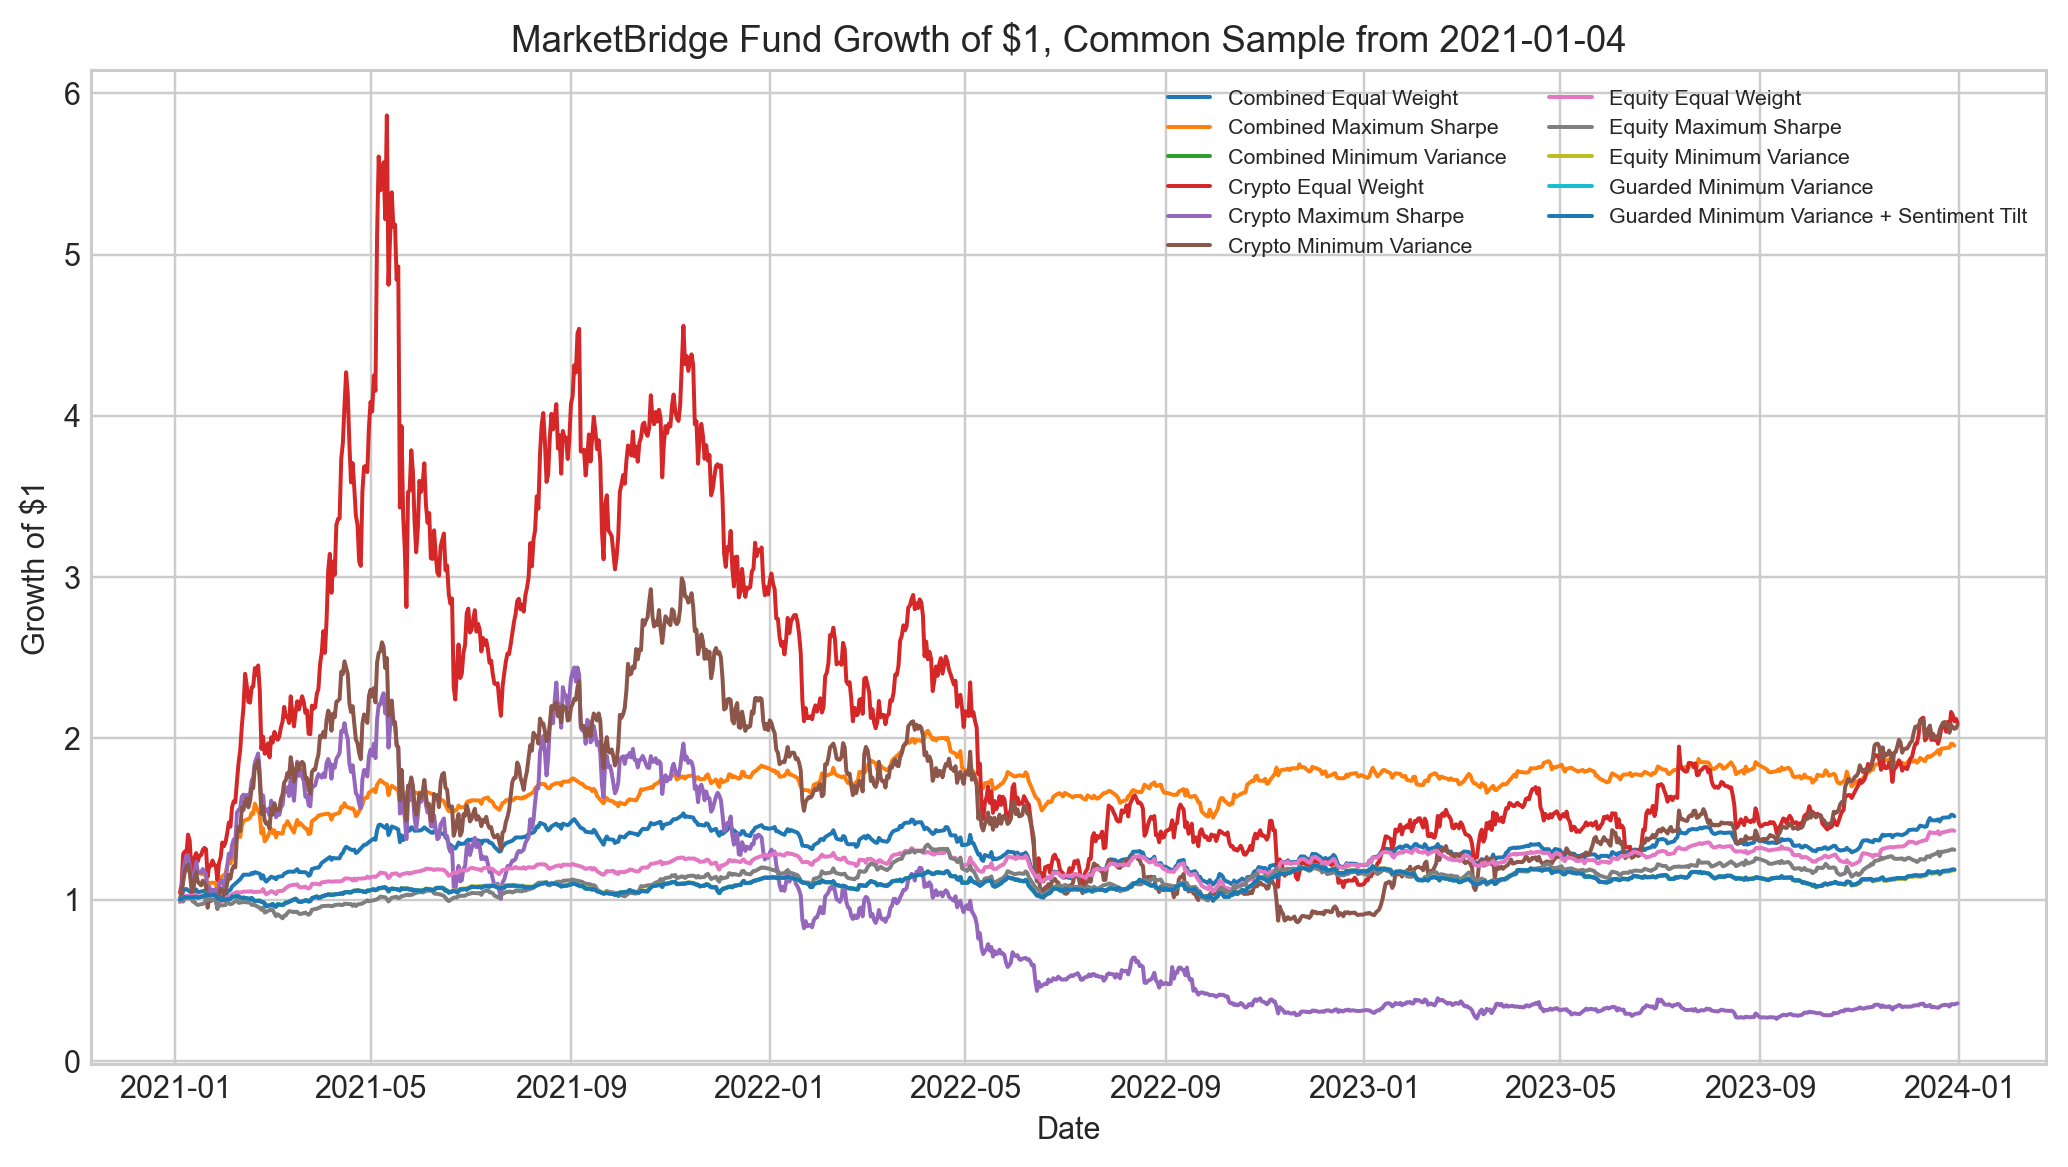 MarketBridge Fund Growth of $1, Common Sample from 2021-01-04
6
5
4
3
2
1
0
Growth of $1
Combined Equal Weight
Combined Maximum Sharpe
Combined Minimum Variance
Crypto Equal Weight
Crypto Maximum Sharpe
Crypto Minimum Variance
Equity Equal Weight
Equity Maximum Sharpe
Equity Minimum Variance
Guarded Minimum Variance
Guarded Minimum Variance + Sentiment Tilt
2021-01 2021-05 2021-09 2022-01 2022-05 2022-09 2023-01 2023-05 2023-09 2024-01
Date